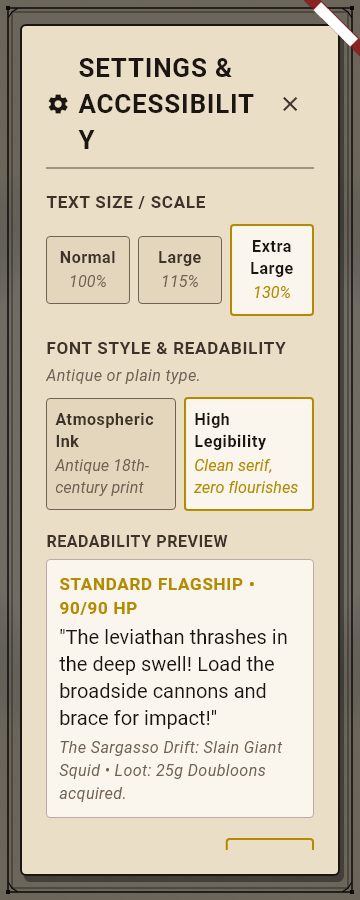 SETTINGS &
ACCESSIBILIT
Y
TEXT SIZE / SCALE
Normal
100%
Large
115%
Extra
Large
130%
FONT STYLE & READABILITY
Antique or plain type.
Atmospheric
Ink
Antique 18th-
century print
High
Legibility
Clean serif,
zero flourishes
READABILITY PREVIEW
STANDARD FLAGSHIP •
90/90 HP
"The leviathan thrashes in
the deep swell! Load the
broadside cannons and
brace for impact!"
The Sargasso Drift: Slain Giant
Squid • Loot: 25g Doubloons
acquired.